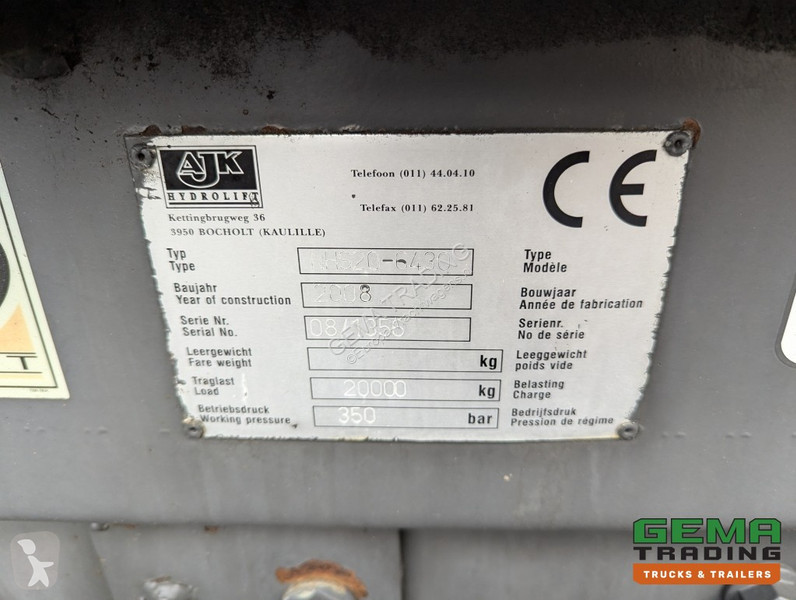 AJK
HYDROLIFT
Kettingbrugweg 36
3950 BOCHOLT (KAULILLE)
Telefoon (011) 44.04.10
Telefax (011) 62.25.81
CE
Typ
Type
Type
Modèle
Baujahr
Year of construction
2008
Bouwjaar
Année de fabrication
Serie Nr.
Serial No.
Serienr.
No de série
Leergewicht
Fare weight
kg
Leeggewicht
poids vide
Traglast
Load
20000
kg
Belasting
Charge
Betriebsdruck
Working pressure
350
bar
Bedrijfsdruk
Pression de régime
GEMA TRADING
GEMA
TRADING
TRUCKS & TRAILERS